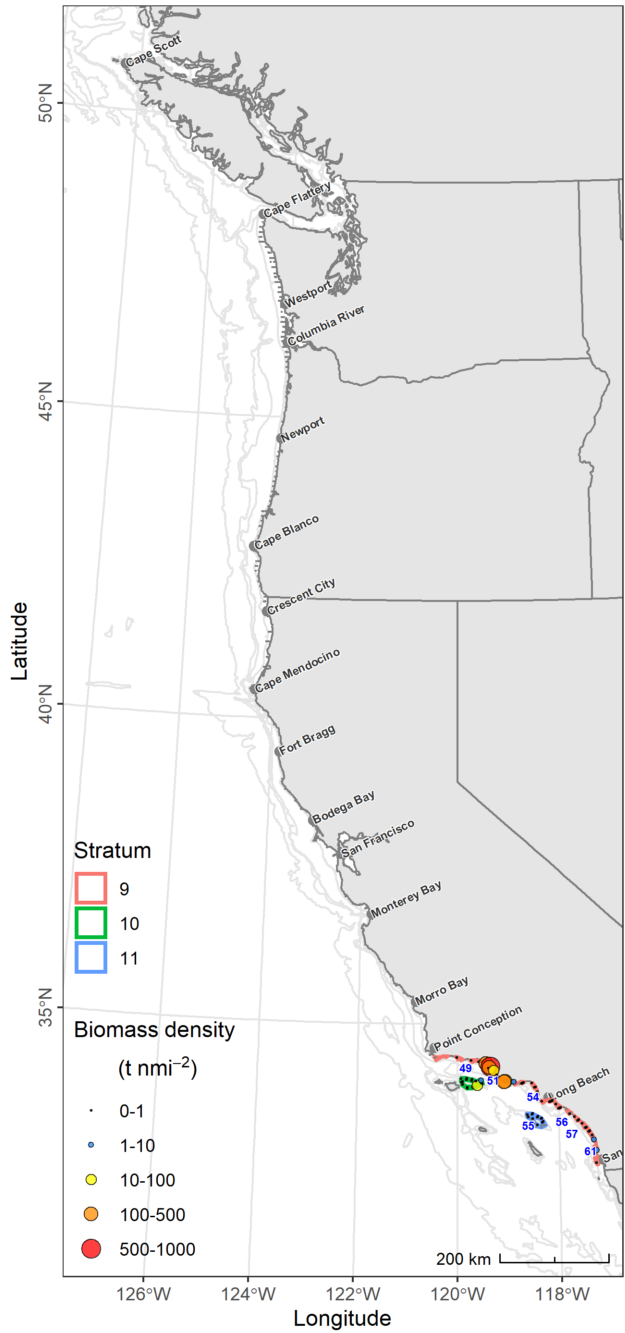 Cape Scott
50°N
Cape Flattery
Westport
Columbia River
45°N
Newport
Cape Blanco
Latitude
Crescent City
Cape Mendocino
40°N
Fort Bragg
Bodega Bay
San Francisco
Stratum
9
10
11
Monterey Bay
Morro Bay
35°N
Point Conception
Biomass density
(t nmi−2)
49
51
Long Beach
54
0-1
55
56
57
1-10
61
San
10-100
100-500
500-1000
200 km
126°W
124°W
122°W
120°W
118°W
Longitude